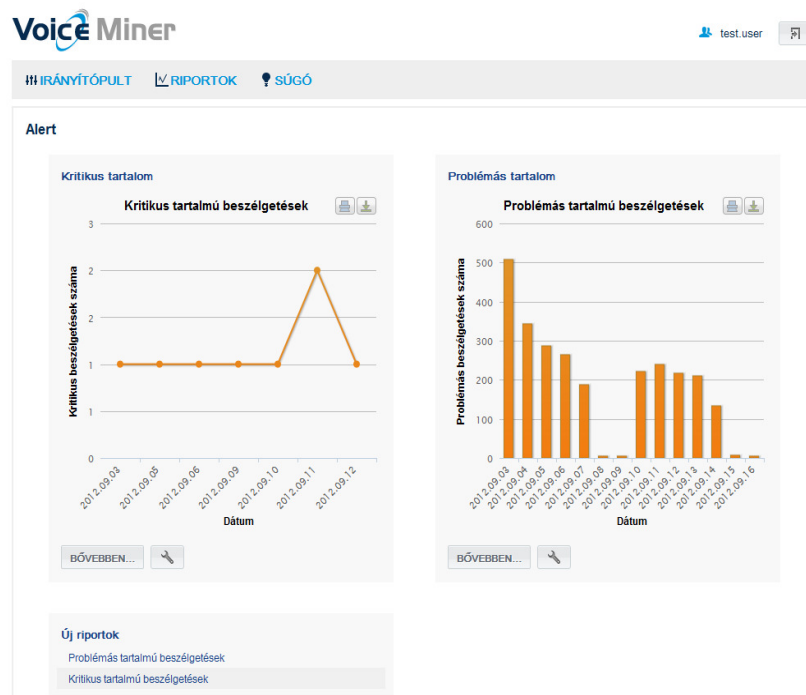 Voice Miner
test.user
IRÁNYÍTÓPULT RIPORTOK SÚGÓ
Alert
Kritikus tartalom
Kritikus tartalmú beszélgetések
Kritikus beszélgetések száma
3
2
2
1
1
0
2012.09.03 2012.09.05 2012.09.06 2012.09.09 2012.09.10 2012.09.11 2012.09.12
Dátum
BŐVEBBEN...
Problémás tartalom
Problémás tartalmú beszélgetések
Problémás beszélgetések száma
600
500
400
300
200
100
0
2012.09.03 2012.09.04 2012.09.05 2012.09.06 2012.09.07 2012.09.08 2012.09.09 2012.09.10 2012.09.11 2012.09.12 2012.09.13 2012.09.14 2012.09.15 2012.09.16
Dátum
BŐVEBBEN...
Új riportok
Problémás tartalmú beszélgetések
Kritikus tartalmú beszélgetések